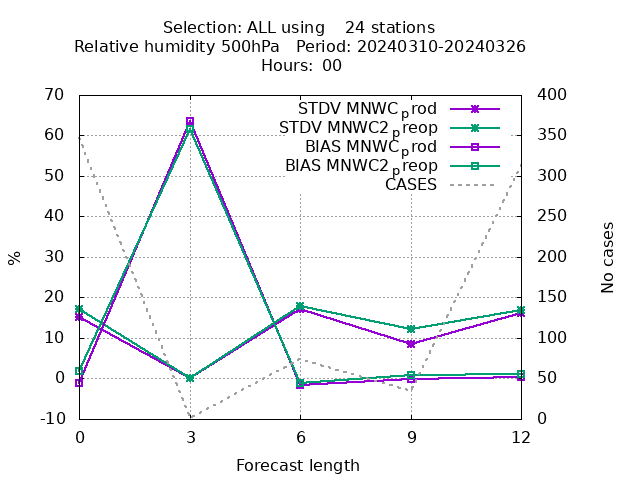 Selection: ALL using    24 stations
Relative humidity 500hPa   Period: 20240310-20240326
Hours: 00
STDV MNWC_prod
STDV MNWC2_preop
BIAS MNWC_prod
BIAS MNWC2_preop
CASES
70
60
50
40
30
20
10
0
-10
%
400
350
300
250
200
150
100
50
0
No cases
0 3 6 9 12
Forecast length